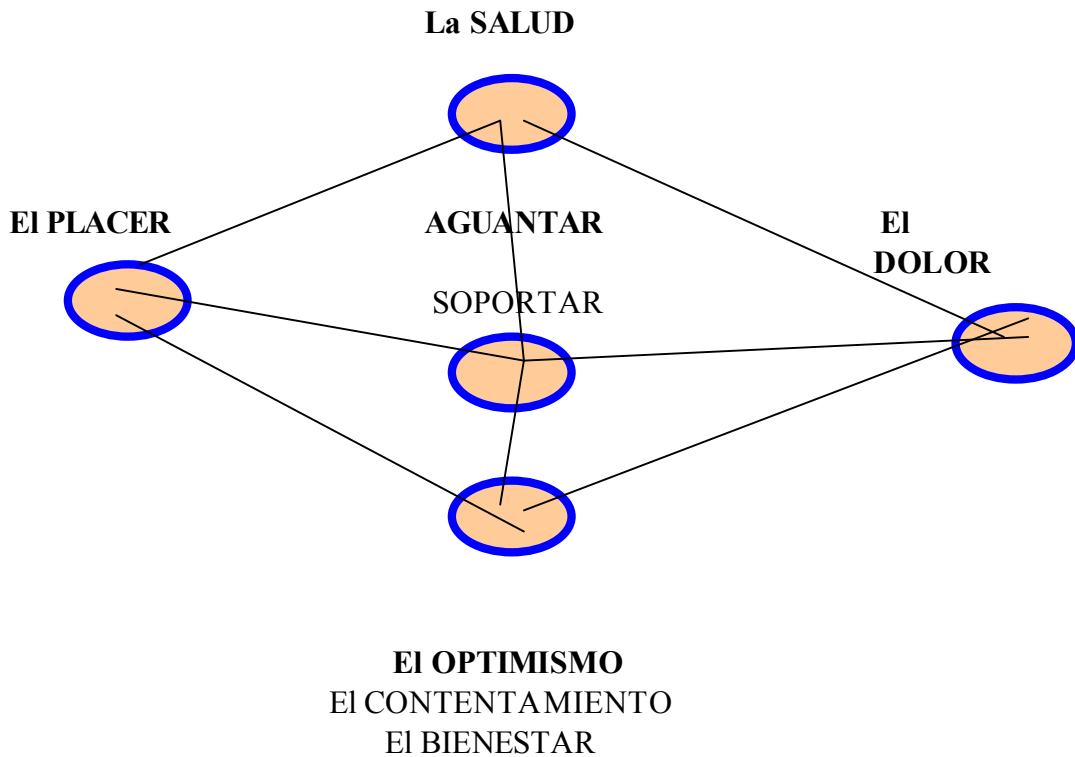 La SALUD
El PLACER
AGUANTAR
El
DOLOR
SOPORTAR
El OPTIMISMO
El CONTENTAMIENTO
El BIENESTAR